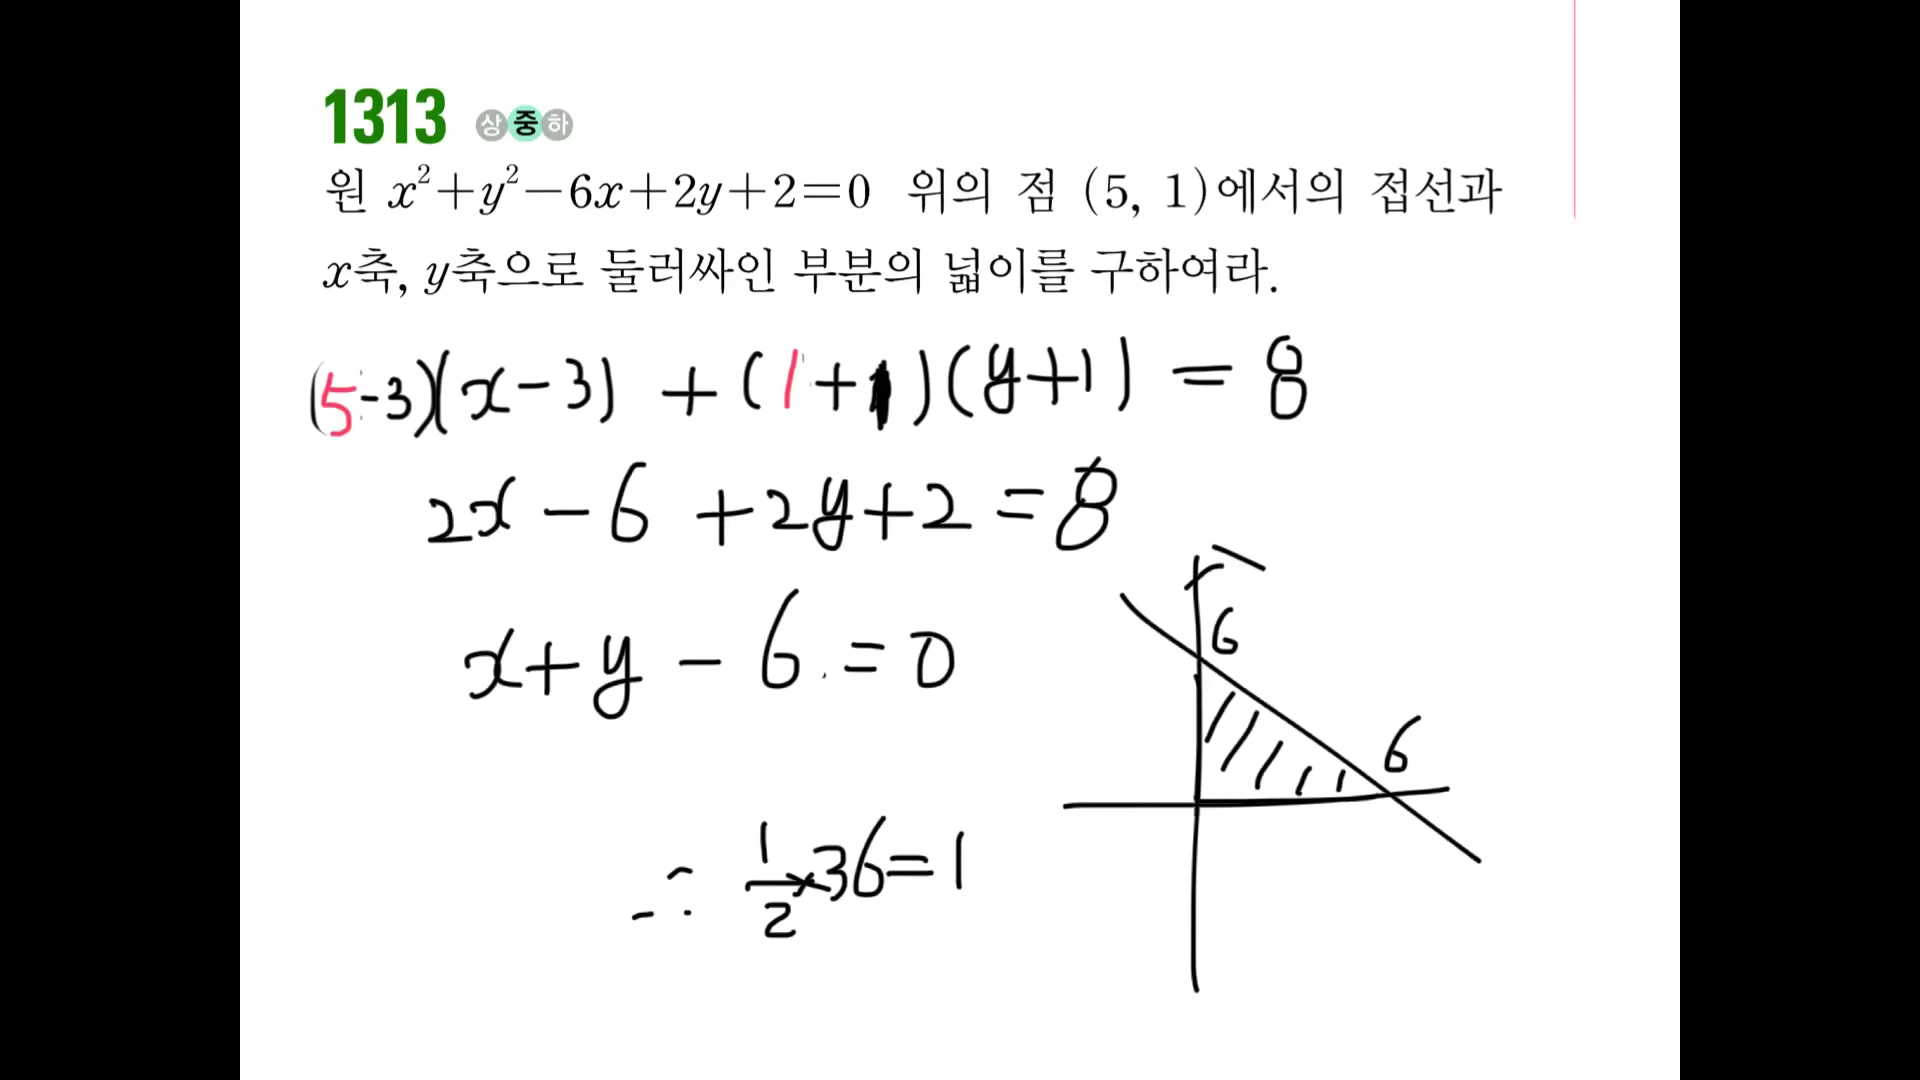 1313 상 중 하
원 x²+y²−6x+2y+2=0 위의 점 (5, 1)에서의 접선과
x축, y축으로 둘러싸인 부분의 넓이를 구하여라.
(5-3)(x-3) + (1+1)(y+1) = 8
2x - 6 + 2y + 2 = 8
x + y - 6 = 0
6
6
∴ 1/2 × 36 = 1